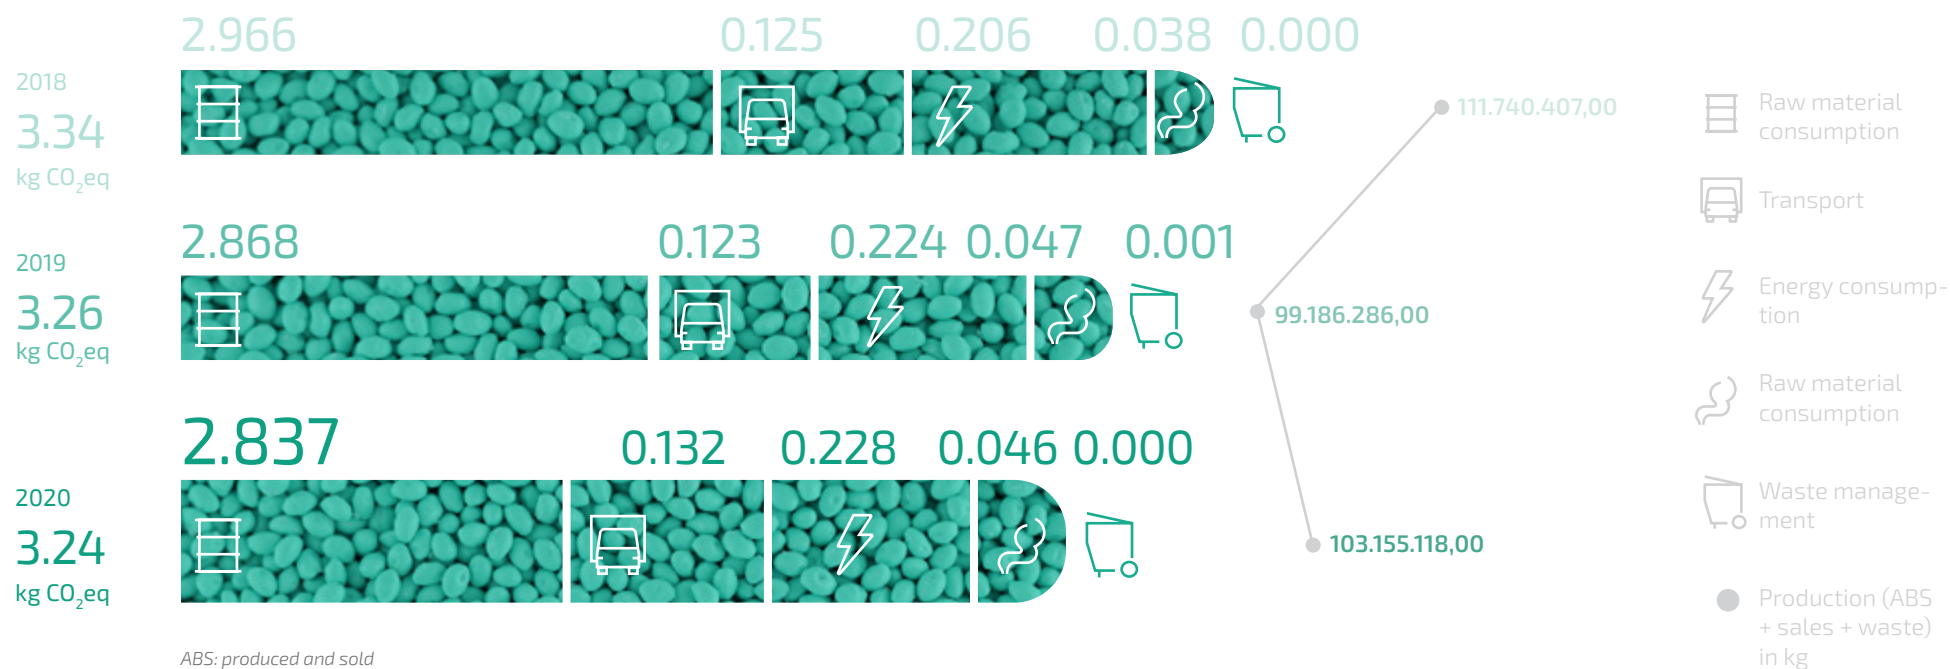 2.966 0.125 0.206 0.038 0.000
2018
3.34
kg CO₂eq
111.740.407,00
2.868 0.123 0.224 0.047 0.001
2019
3.26
kg CO₂eq
99.186.286,00
2.837 0.132 0.228 0.046 0.000
2020
3.24
kg CO₂eq
103.155.118,00
ABS: produced and sold
Raw material
consumption
Transport
Energy consump-
tion
Raw material
consumption
Waste manage-
ment
Production (ABS
+ sales + waste)
in kg